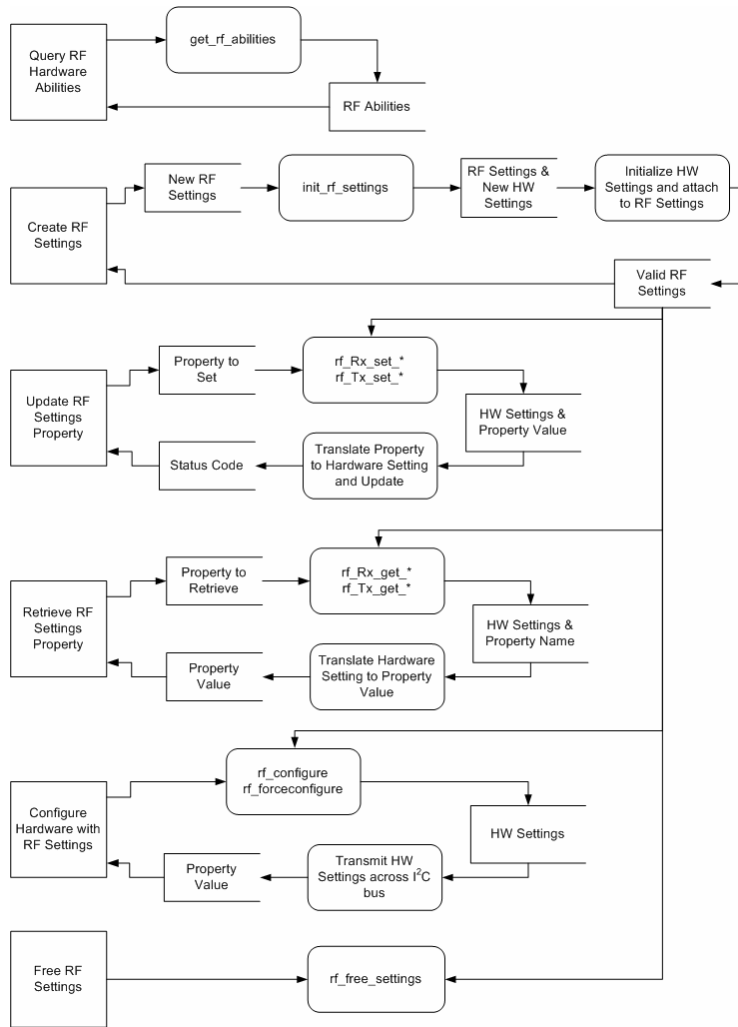 Query RF
Hardware
Abilities
get_rf_abilities
RF Abilities
Create RF
Settings
New RF
Settings
init_rf_settings
RF Settings &
New HW
Settings
Initialize HW
Settings and attach
to RF Settings
Valid RF
Settings
Update RF
Settings
Property
Property to
Set
rf_Rx_set_*
rf_Tx_set_*
HW Settings &
Property Value
Translate Property
to Hardware Setting
and Update
Status Code
Retrieve RF
Settings
Property
Property to
Retrieve
rf_Rx_get_*
rf_Tx_get_*
HW Settings &
Property Name
Translate Hardware
Setting to Property
Value
Property
Value
Configure
Hardware with
RF Settings
rf_configure
rf_forceconfigure
HW Settings
Transmit HW
Settings across I²C
bus
Property
Value
Free RF
Settings
rf_free_settings